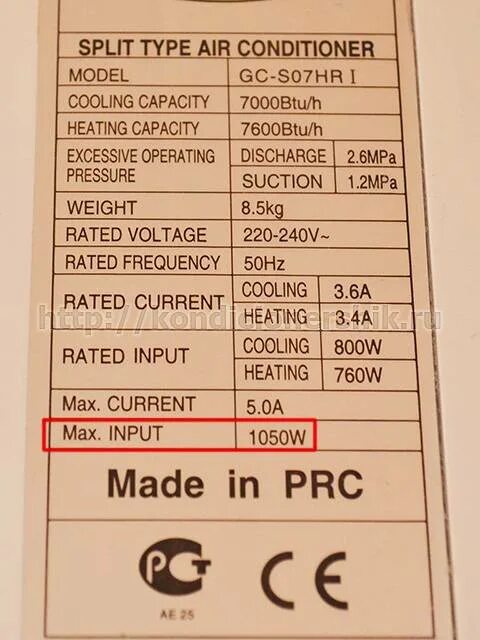 SPLIT TYPE AIR CONDITIONER
MODEL GC-S07HR I
COOLING CAPACITY 7000Btu/h
HEATING CAPACITY 7600Btu/h
EXCESSIVE OPERATING DISCHARGE 2.6MPa
PRESSURE SUCTION 1.2MPa
WEIGHT 8.5kg
RATED VOLTAGE 220-240V~
RATED FREQUENCY 50Hz
RATED CURRENT COOLING 3.6A
HEATING 3.4A
http://kondicionershik.ru
RATED INPUT COOLING 800W
HEATING 760W
Max. CURRENT 5.0A
Max. INPUT 1050W
Made in PRC
PCT CE
AE 25